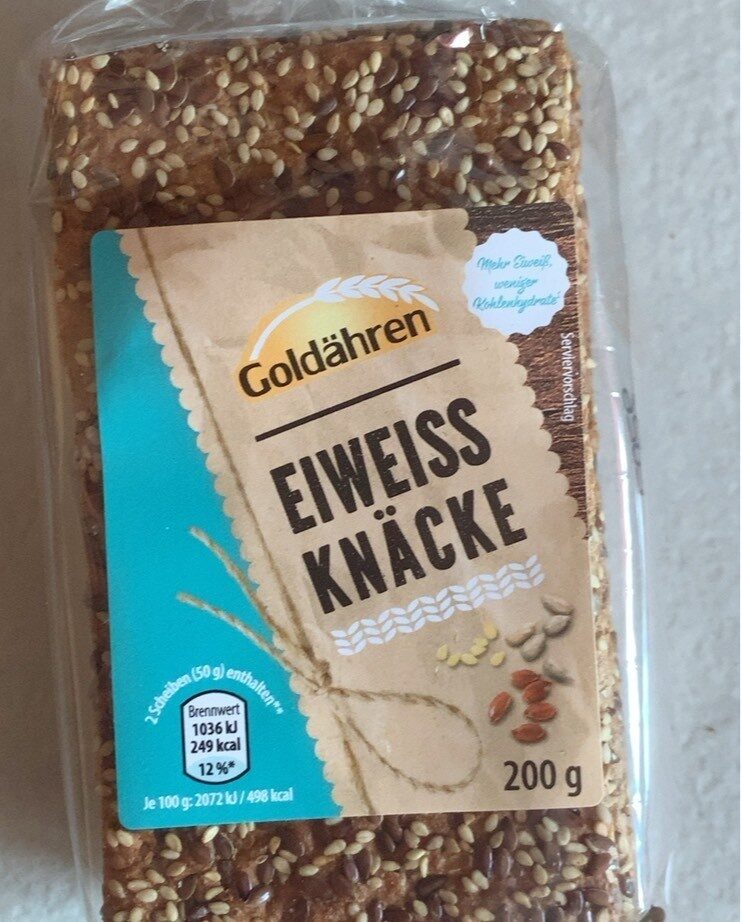 Mehr Eiweiß,
weniger
Kohlenhydrate¹
Serviervorschlag
Goldähren
EIWEISS
KNÄCKE
2 Scheiben (50 g) enthalten**
Brennwert
1036 kJ
249 kcal
12 %*
Je 100 g: 2072 kJ / 498 kcal
200 g